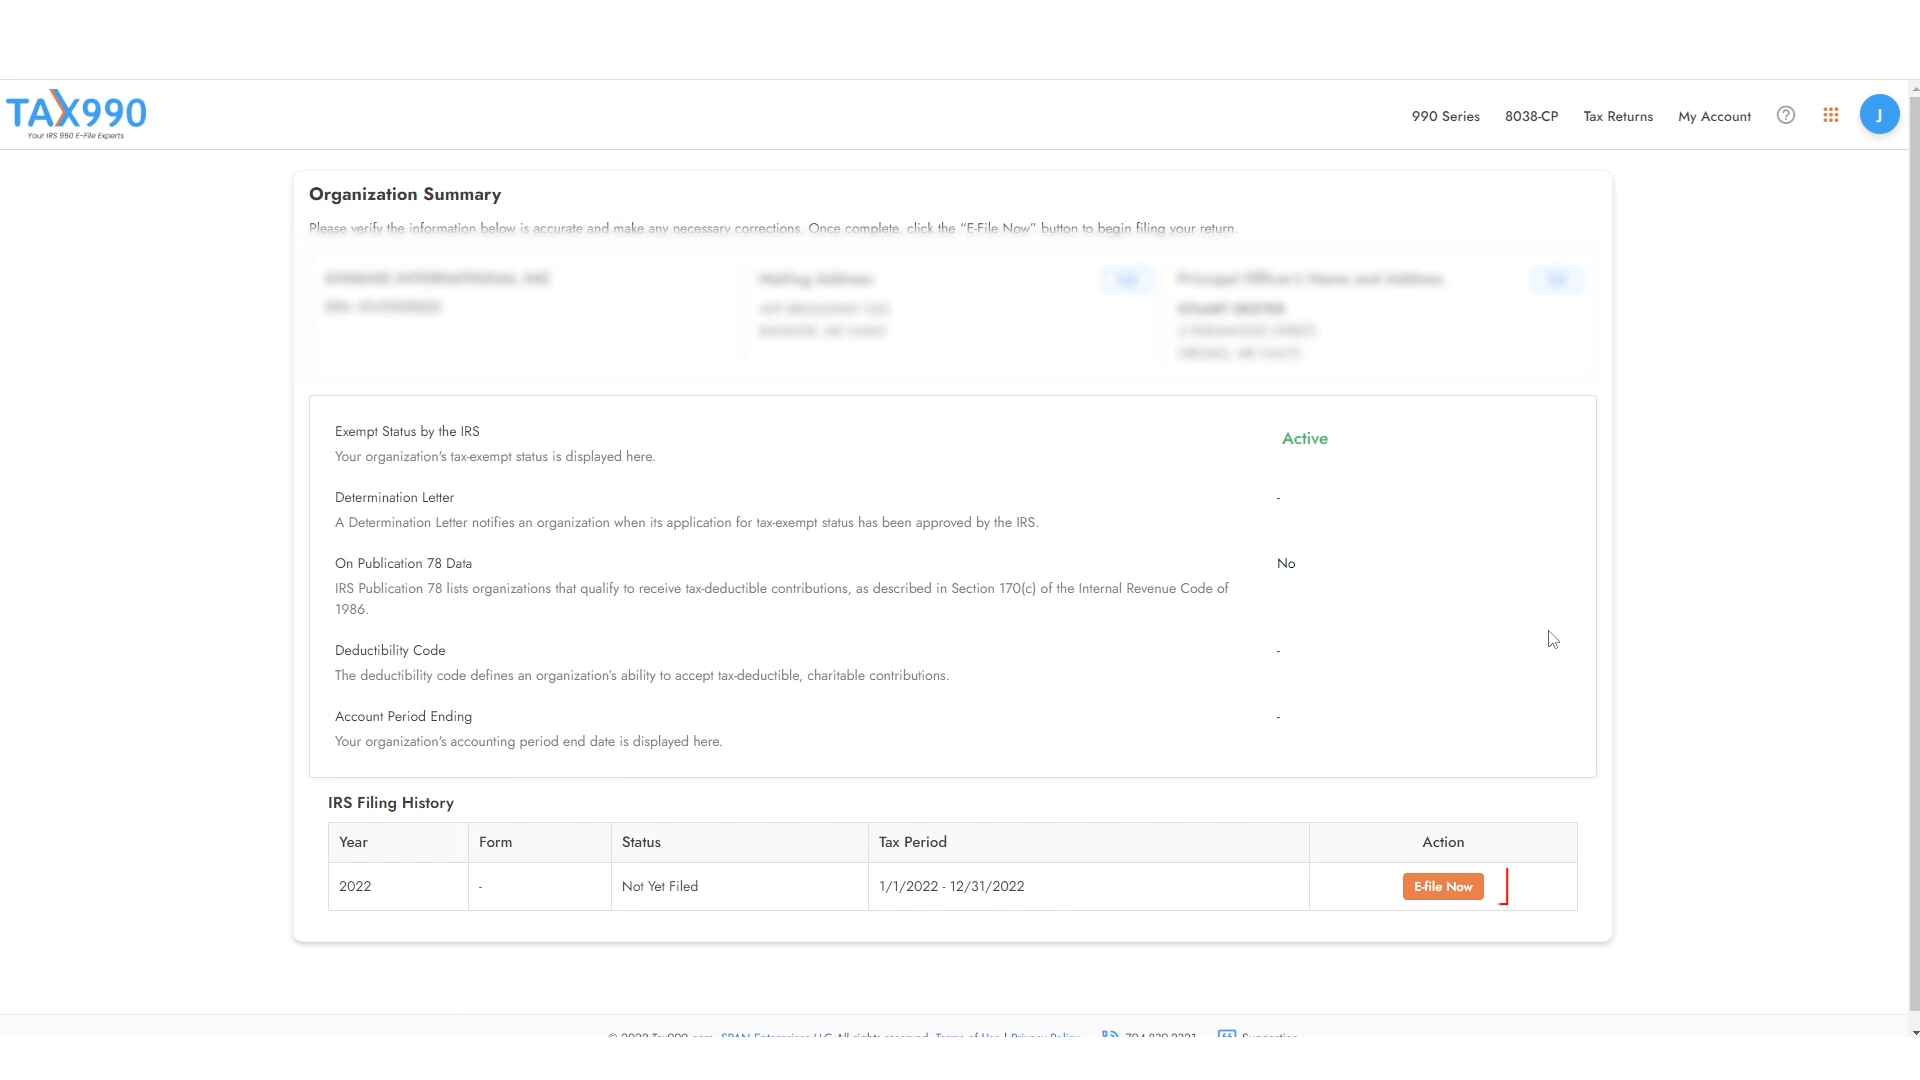 TAX990
Your IRS 990 E-File Experts
990 Series
8038-CP
Tax Returns
My Account
?
J
Organization Summary
Please verify the information below is accurate and make any necessary corrections. Once complete, click the “E-File Now” button to begin filing your return.
Mailing Address
Principal Officer's Name and Address
Exempt Status by the IRS
Active
Your organization's tax-exempt status is displayed here.
Determination Letter
-
A Determination Letter notifies an organization when its application for tax-exempt status has been approved by the IRS.
On Publication 78 Data
No
IRS Publication 78 lists organizations that qualify to receive tax-deductible contributions, as described in Section 170(c) of the Internal Revenue Code of
1986.
Deductibility Code
-
The deductibility code defines an organization’s ability to accept tax-deductible, charitable contributions.
Account Period Ending
-
Your organization's accounting period end date is displayed here.
IRS Filing History
Year Form Status Tax Period Action
2022 - Not Yet Filed 1/1/2022 - 12/31/2022 E-file Now
© 2022 Tax990.com, SPAN Enterprises LLC All rights reserved. Terms of Use | Privacy Policy 704.839.2321 Suggestion